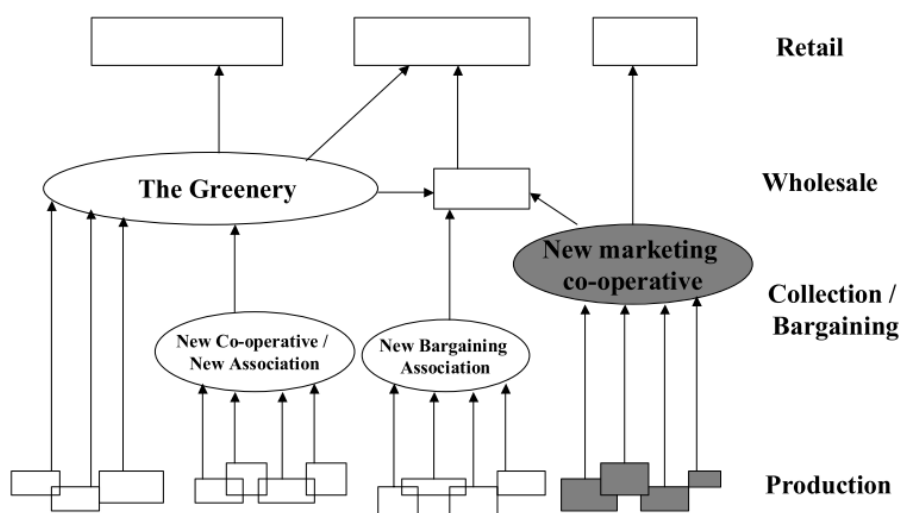 Retail
The Greenery
Wholesale
New marketing
co-operative
Collection /
Bargaining
New Co-operative /
New Association
New Bargaining
Association
Production